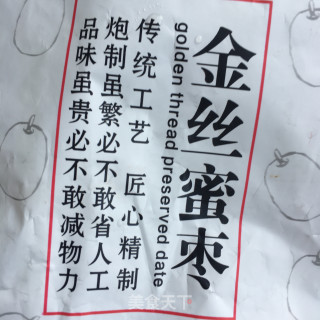 金丝蜜枣
golden thread preserved date
传统工艺 匠心精制
炮制虽繁必不敢省人工
品味虽贵必不敢减物力
美食天下